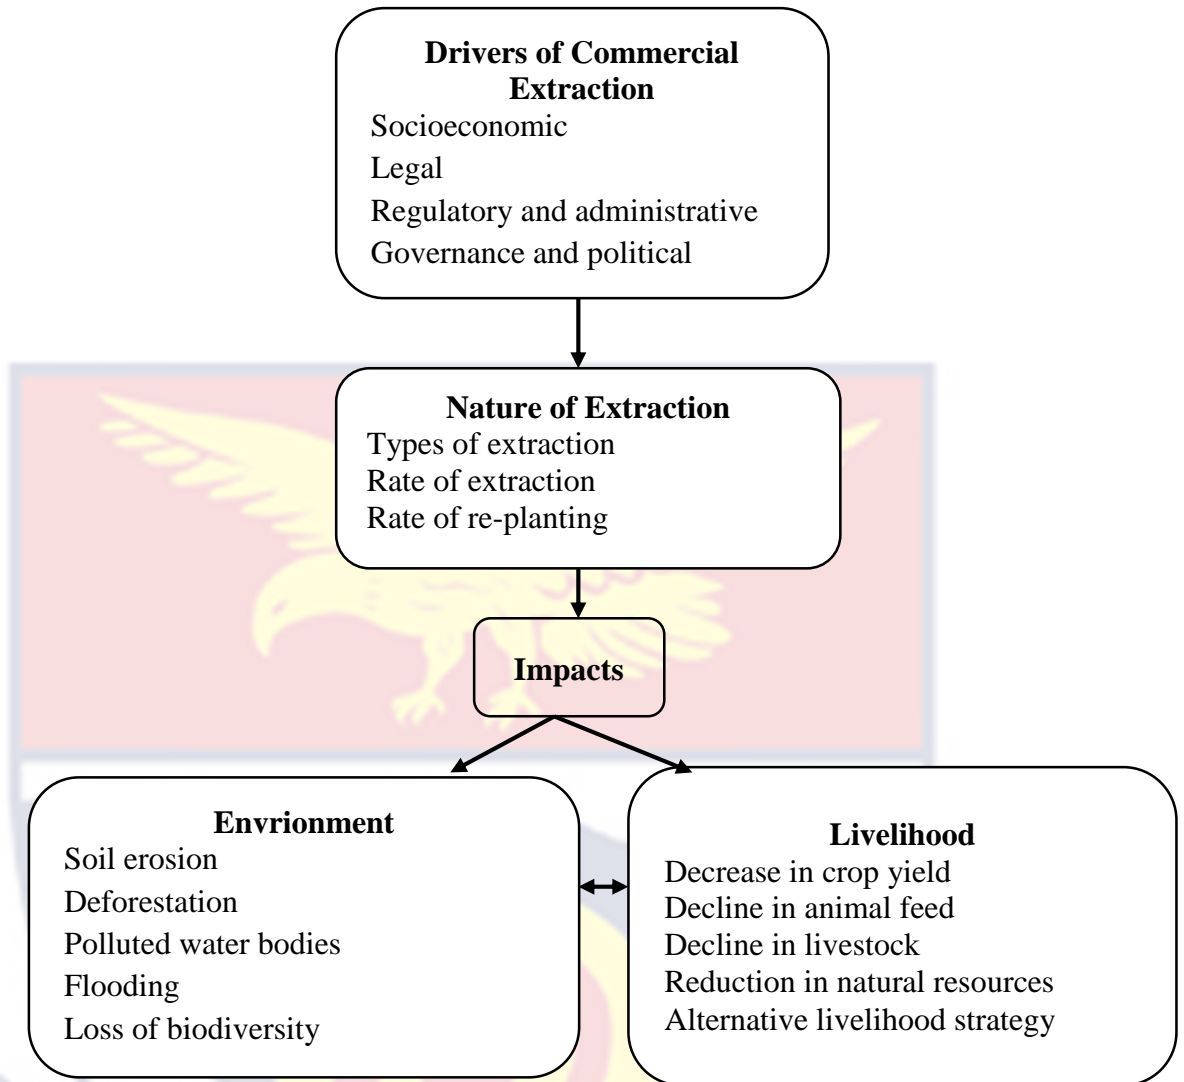 Drivers of Commercial
Extraction
Socioeconomic
Legal
Regulatory and administrative
Governance and political
Nature of Extraction
Types of extraction
Rate of extraction
Rate of re-planting
Impacts
Envrionment
Soil erosion
Deforestation
Polluted water bodies
Flooding
Loss of biodiversity
Livelihood
Decrease in crop yield
Decline in animal feed
Decline in livestock
Reduction in natural resources
Alternative livelihood strategy